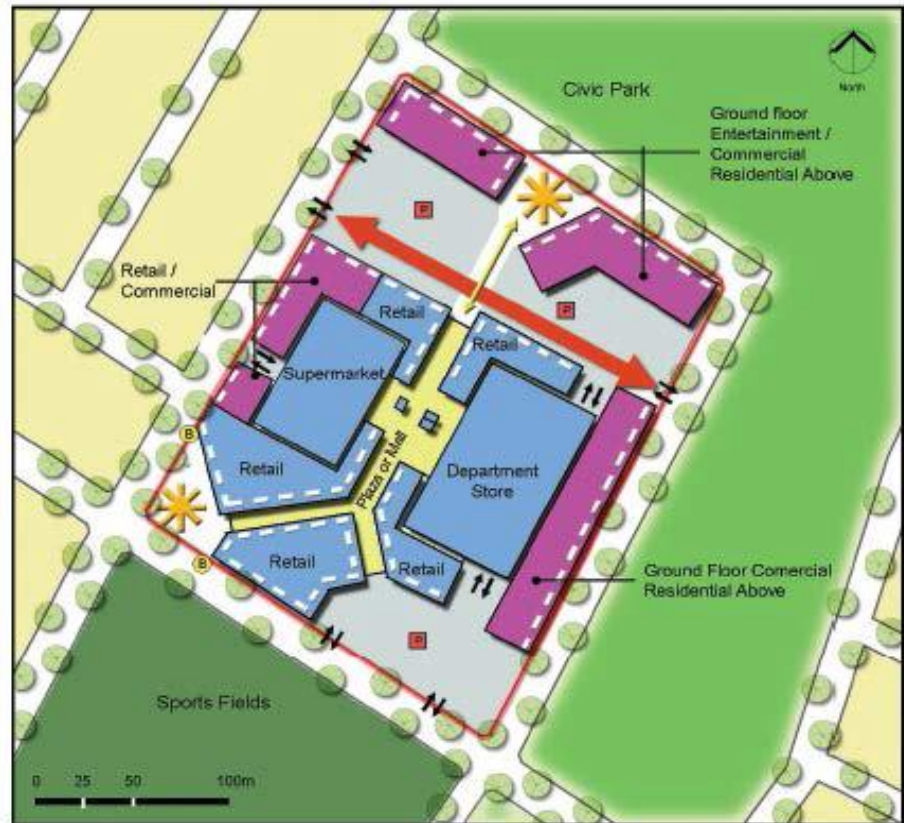 Civic Park
North
Ground floor
Entertainment /
Commercial
Residential Above
P
Retail /
Commercial
Retail
P
Retail
Supermarket
B
Retail
Plaza or Mall
Department
Store
Retail
B
Retail
Ground Floor Comercial
Residential Above
P
Sports Fields
0 25 50 100m